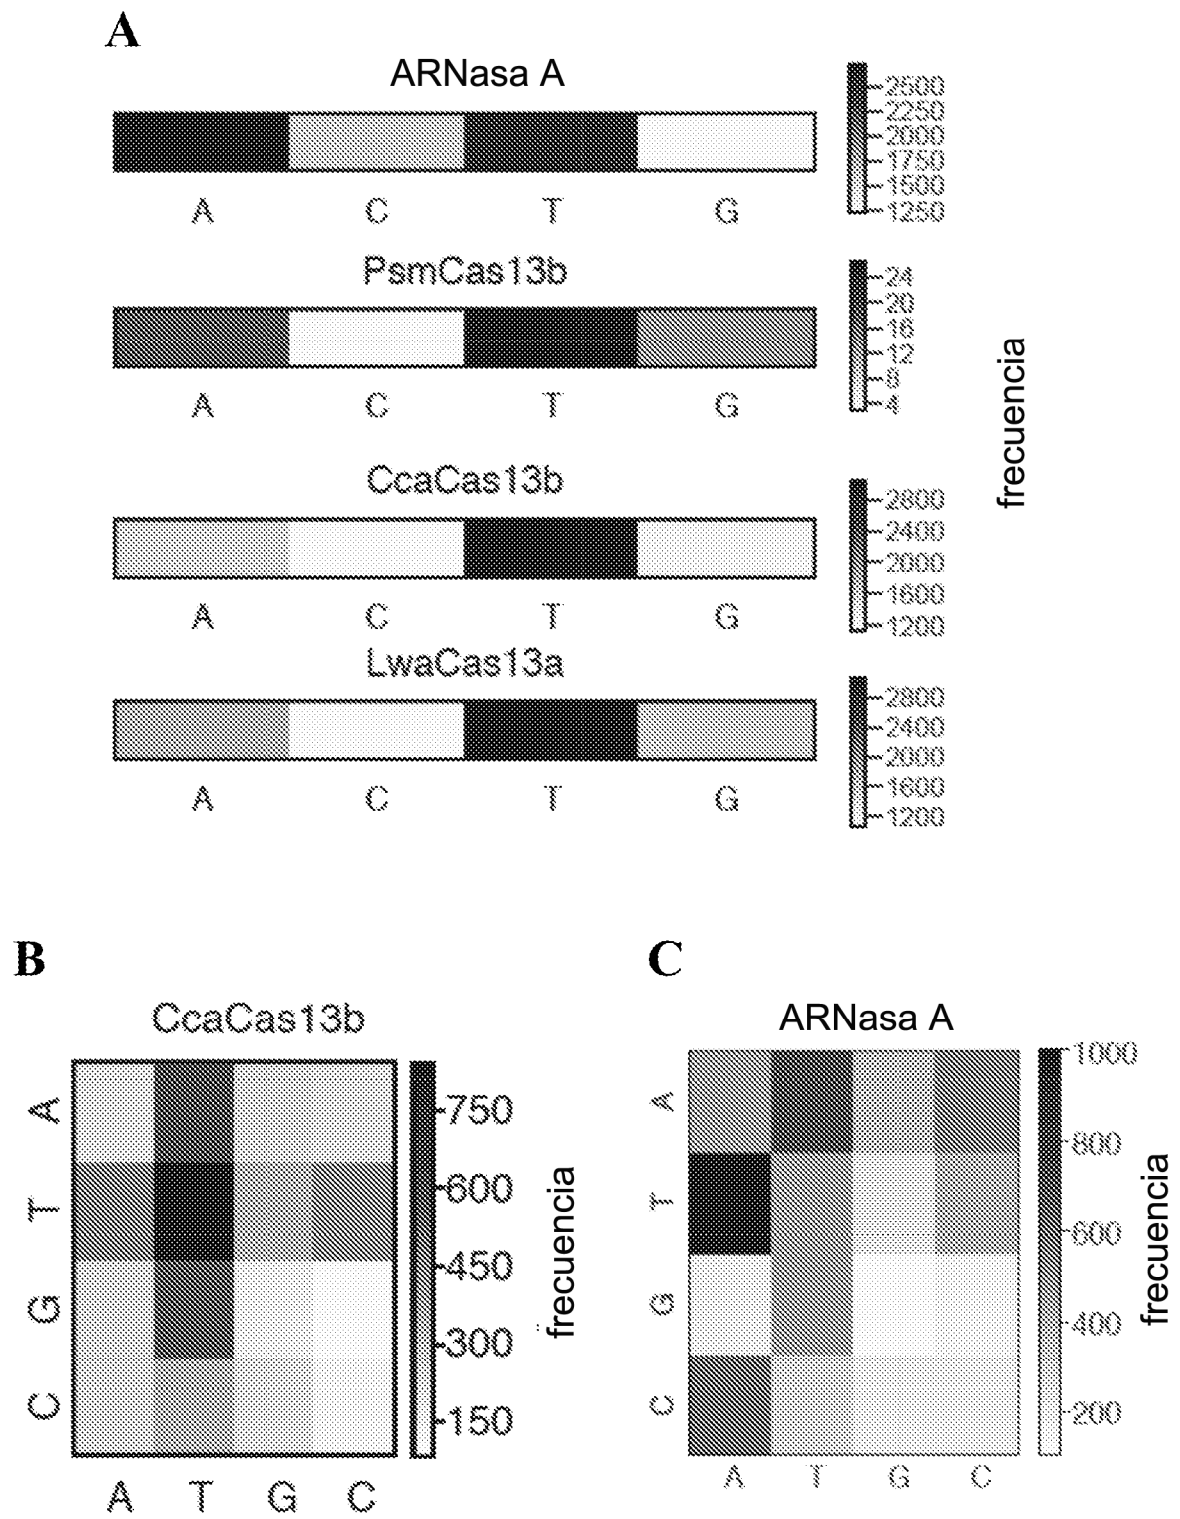 A
ARNasa A
A C T G
2500
2250
2000
1750
1500
1250
PsmCas13b
A C T G
24
20
16
12
8
4
frecuencia
CcaCas13b
A C T G
2800
2400
2000
1600
1200
LwaCas13a
A C T G
2800
2400
2000
1600
1200
B
CcaCas13b
A
T
G
C
A T G C
750
600
450
300
150
frecuencia
C
ARNasa A
A
T
G
C
A T G C
1000
800
600
400
200
frecuencia